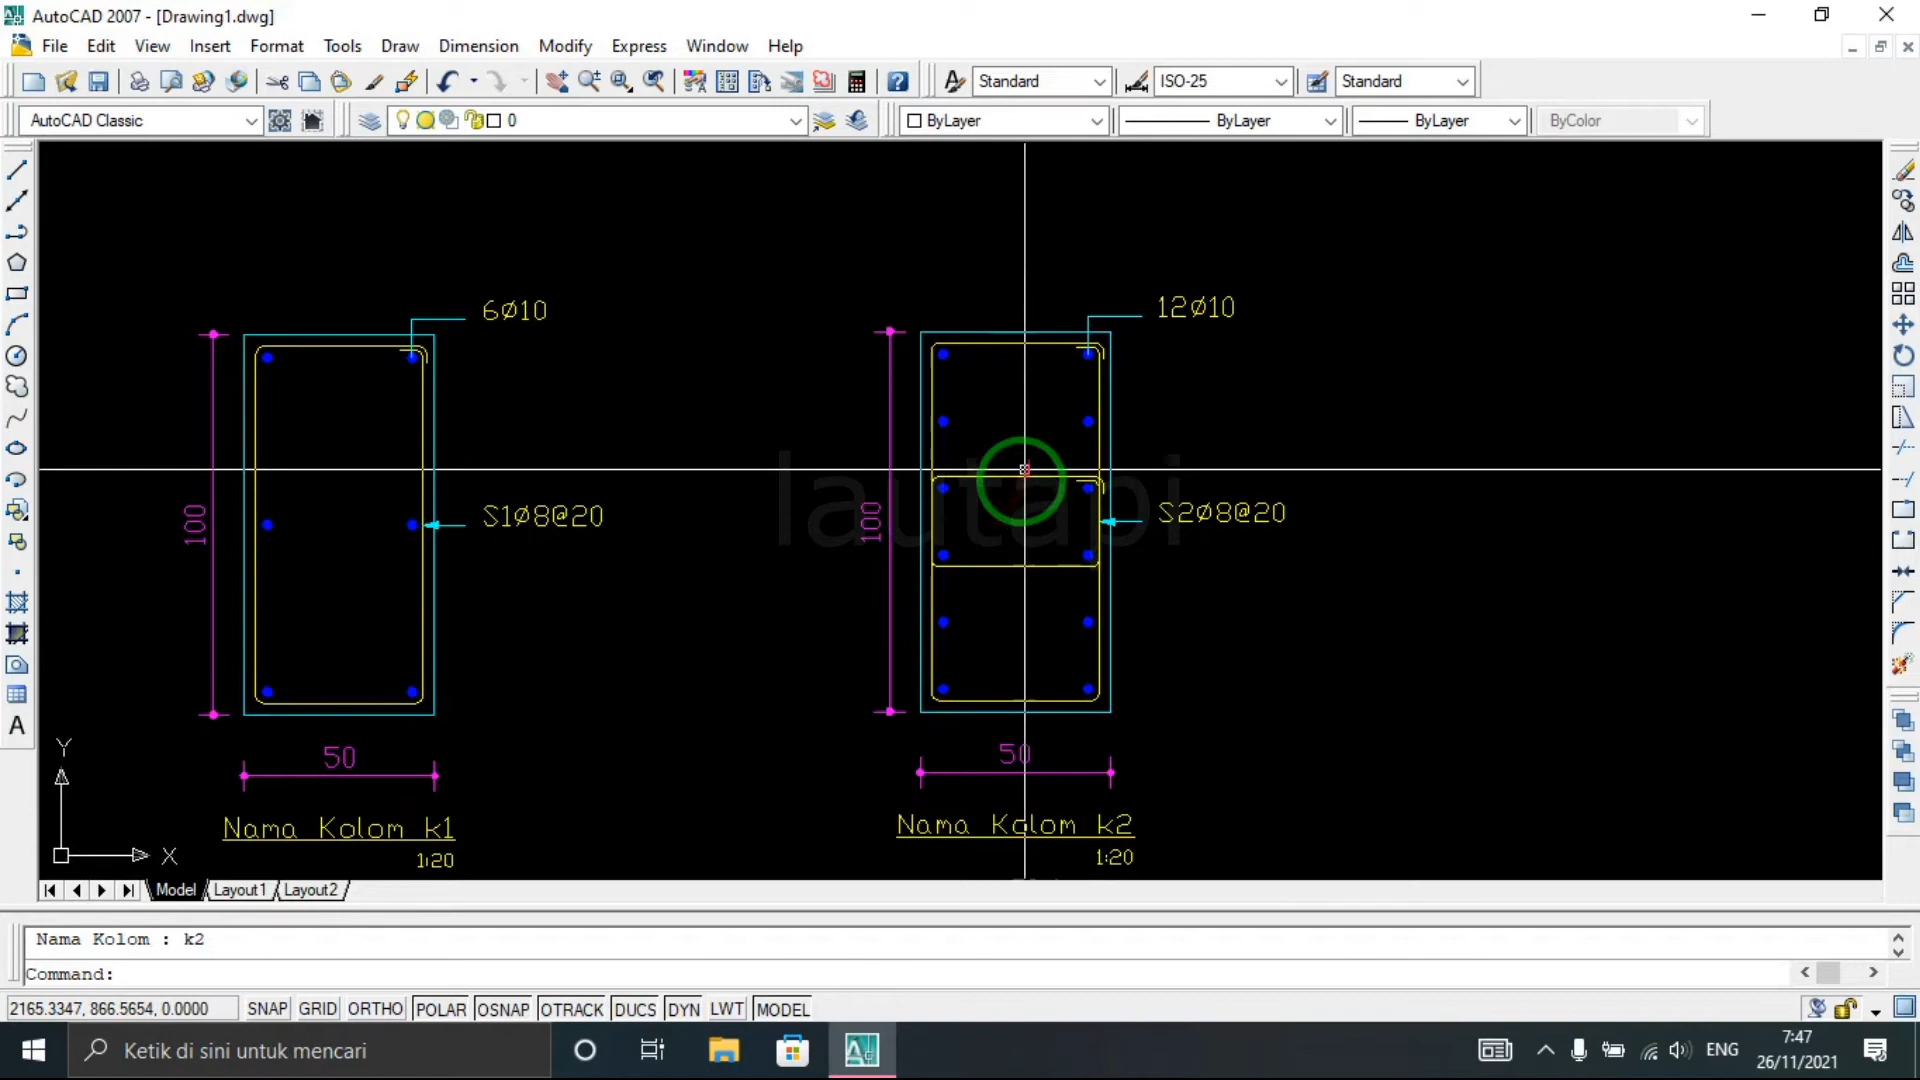 AutoCAD 2007 - [Drawing1.dwg]
File Edit View Insert Format Tools Draw Dimension Modify Express Window Help
Standard ISO-25 Standard
AutoCAD Classic 0 ByLayer ByLayer ByLayer ByColor
6Ø10
12Ø10
100
S1Ø8@20
100
S2Ø8@20
lautapi
50
50
Nama Kolom k1
1:20
Nama Kolom k2
1:20
Y
X
Model Layout1 Layout2
Nama Kolom : k2
Command:
2165.3347, 866.5654, 0.0000 SNAP GRID ORTHO POLAR OSNAP OTRACK DUCS DYN LWT MODEL
Ketik di sini untuk mencari
ENG
7:47
26/11/2021